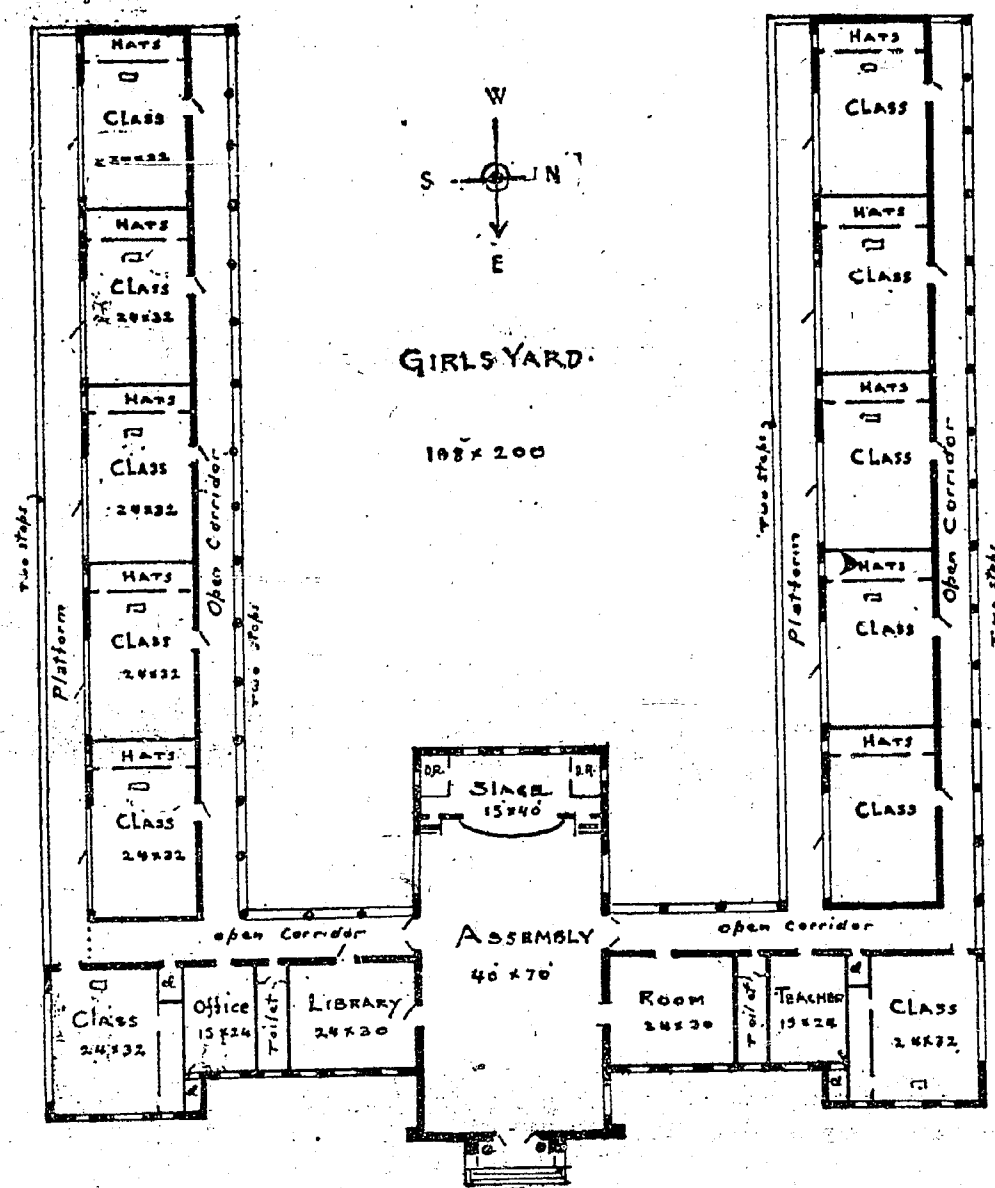 HATS
CLASS
HATS
CLASS
24x32
HATS
CLASS
24x32
HATS
CLASS
24x32
HATS
CLASS
24x32
Two steps
Platform
Open Corridor
Two steps
W
S
N
E
GIRLS YARD.
108 x 200
HATS
CLASS
HATS
CLASS
HATS
CLASS
HATS
CLASS
HATS
CLASS
Two steps
Platform
Open Corridor
Two steps
D.R.
STAGE
15'x40'
D.R.
open Corridor
ASSEMBLY
40' x 70'
open Corridor
CLASS
24x32
R.
R.
Office
15x24
Toilet
LIBRARY
24x30
ROOM
24x30
Toilet
TEACHER
15x24
R.
R.
CLASS
24x32